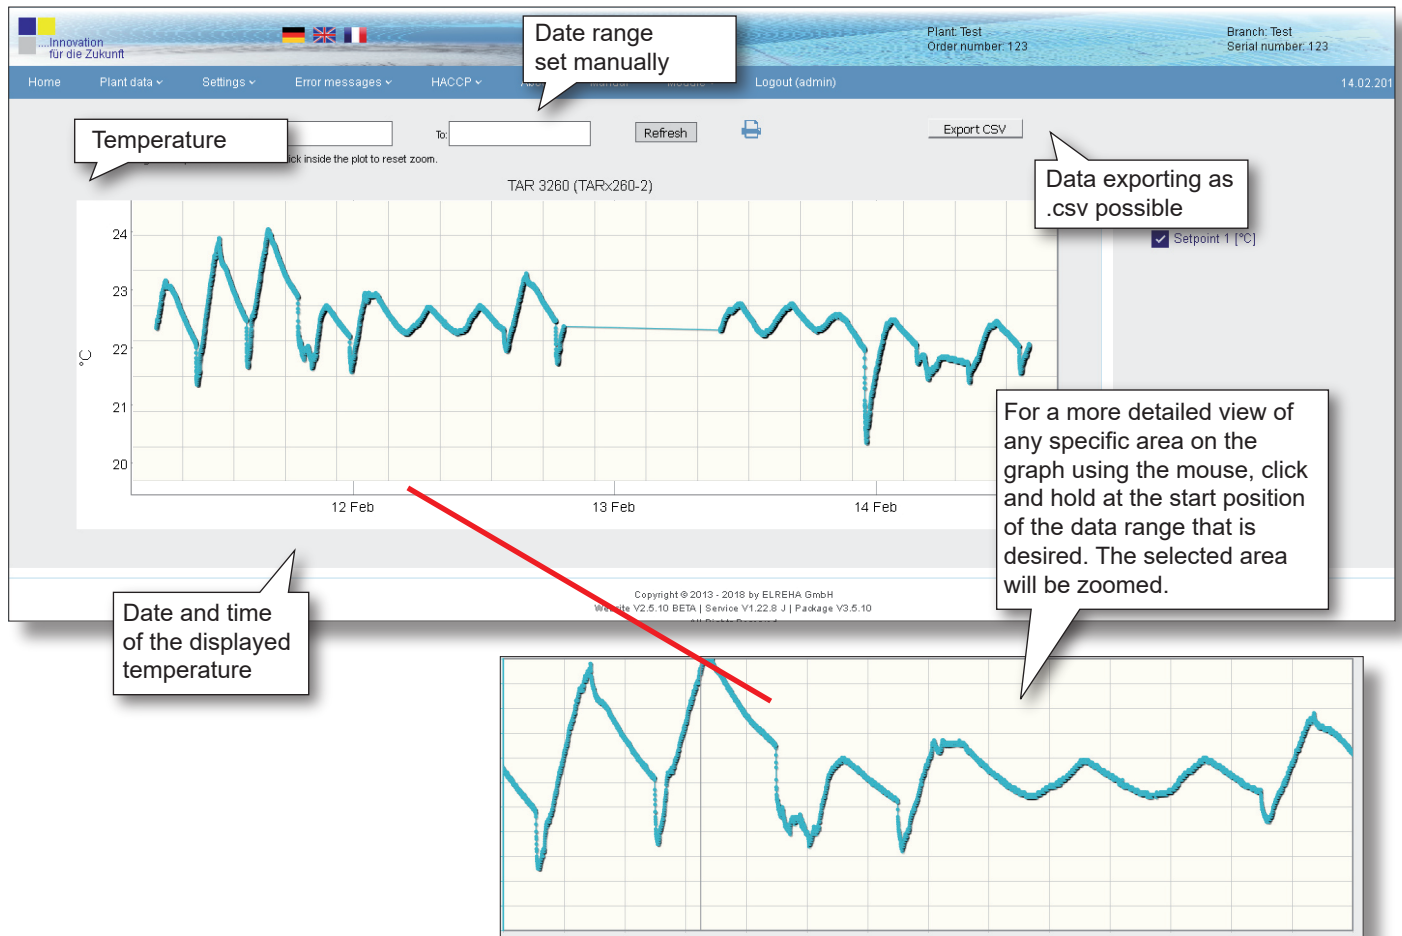 ....Innovation
für die Zukunft
Date range
set manually
Plant: Test
Order number: 123
Branch: Test
Serial number: 123
Home
Plant data
Settings
Error messages
HACCP
Logout (admin)
14.02.201
Temperature
To:
Refresh
Export CSV
ick inside the plot to reset zoom.
Data exporting as
.csv possible
TAR 3260 (TARx260-2)
Setpoint 1 [°C]
24
23
22
21
20
°C
12 Feb
13 Feb
14 Feb
For a more detailed view of
any specific area on the
graph using the mouse, click
and hold at the start position
of the data range that is
desired. The selected area
will be zoomed.
Date and time
of the displayed
temperature
Copyright © 2013 - 2018 by ELREHA GmbH
Website V2.5.10 BETA | Service V1.22.8 J | Package V3.5.10